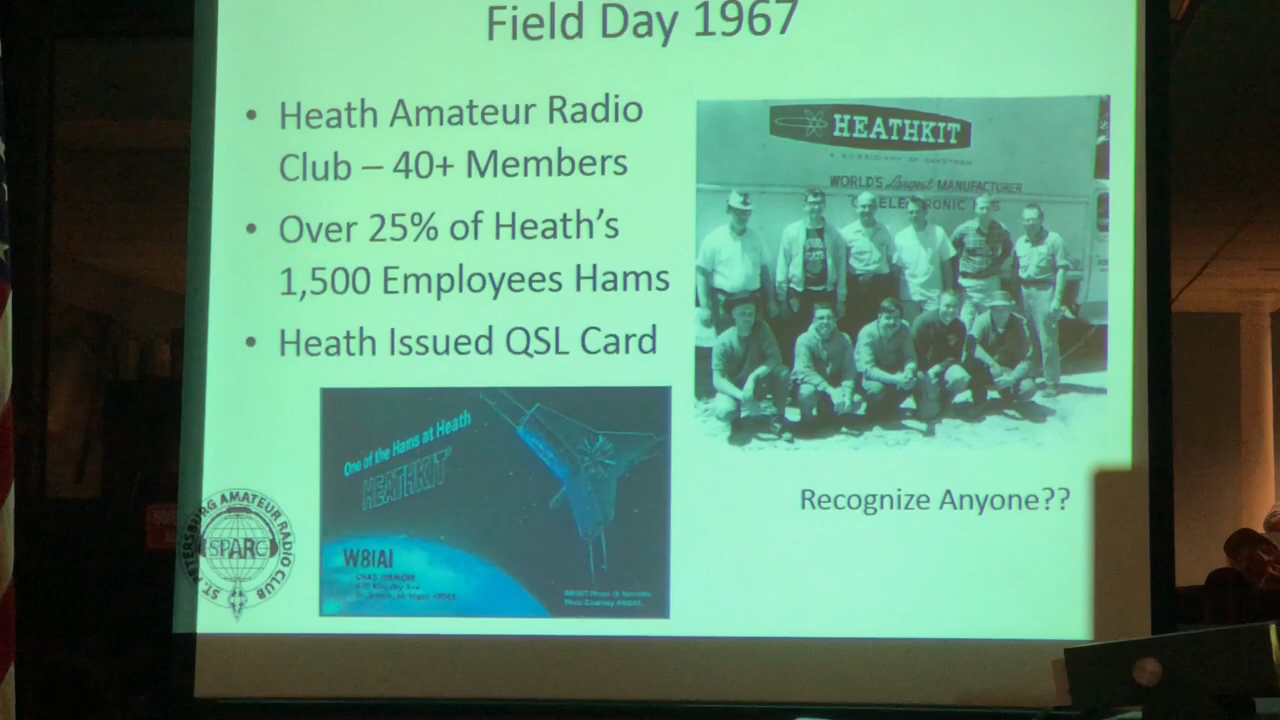 Field Day 1967
• Heath Amateur Radio
Club – 40+ Members
• Over 25% of Heath's
1,500 Employees Hams
• Heath Issued QSL Card
HEATHKIT
A SUBSIDIARY OF DAYSTROM
WORLD'S Largest MANUFACTURER
ELECTRONIC
Recognize Anyone??
One of the Hams at Heath
HEATHKIT
W8IAI
ST. PETERSBURG AMATEUR RADIO CLUB
SPARC